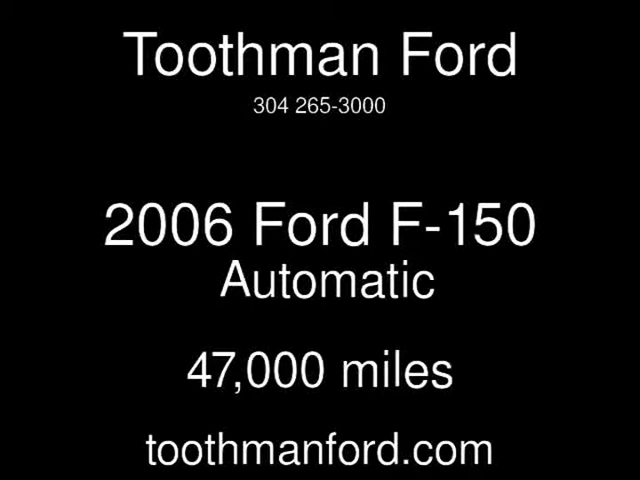 Toothman Ford
304 265-3000
2006 Ford F-150
Automatic
47,000 miles
toothmanford.com